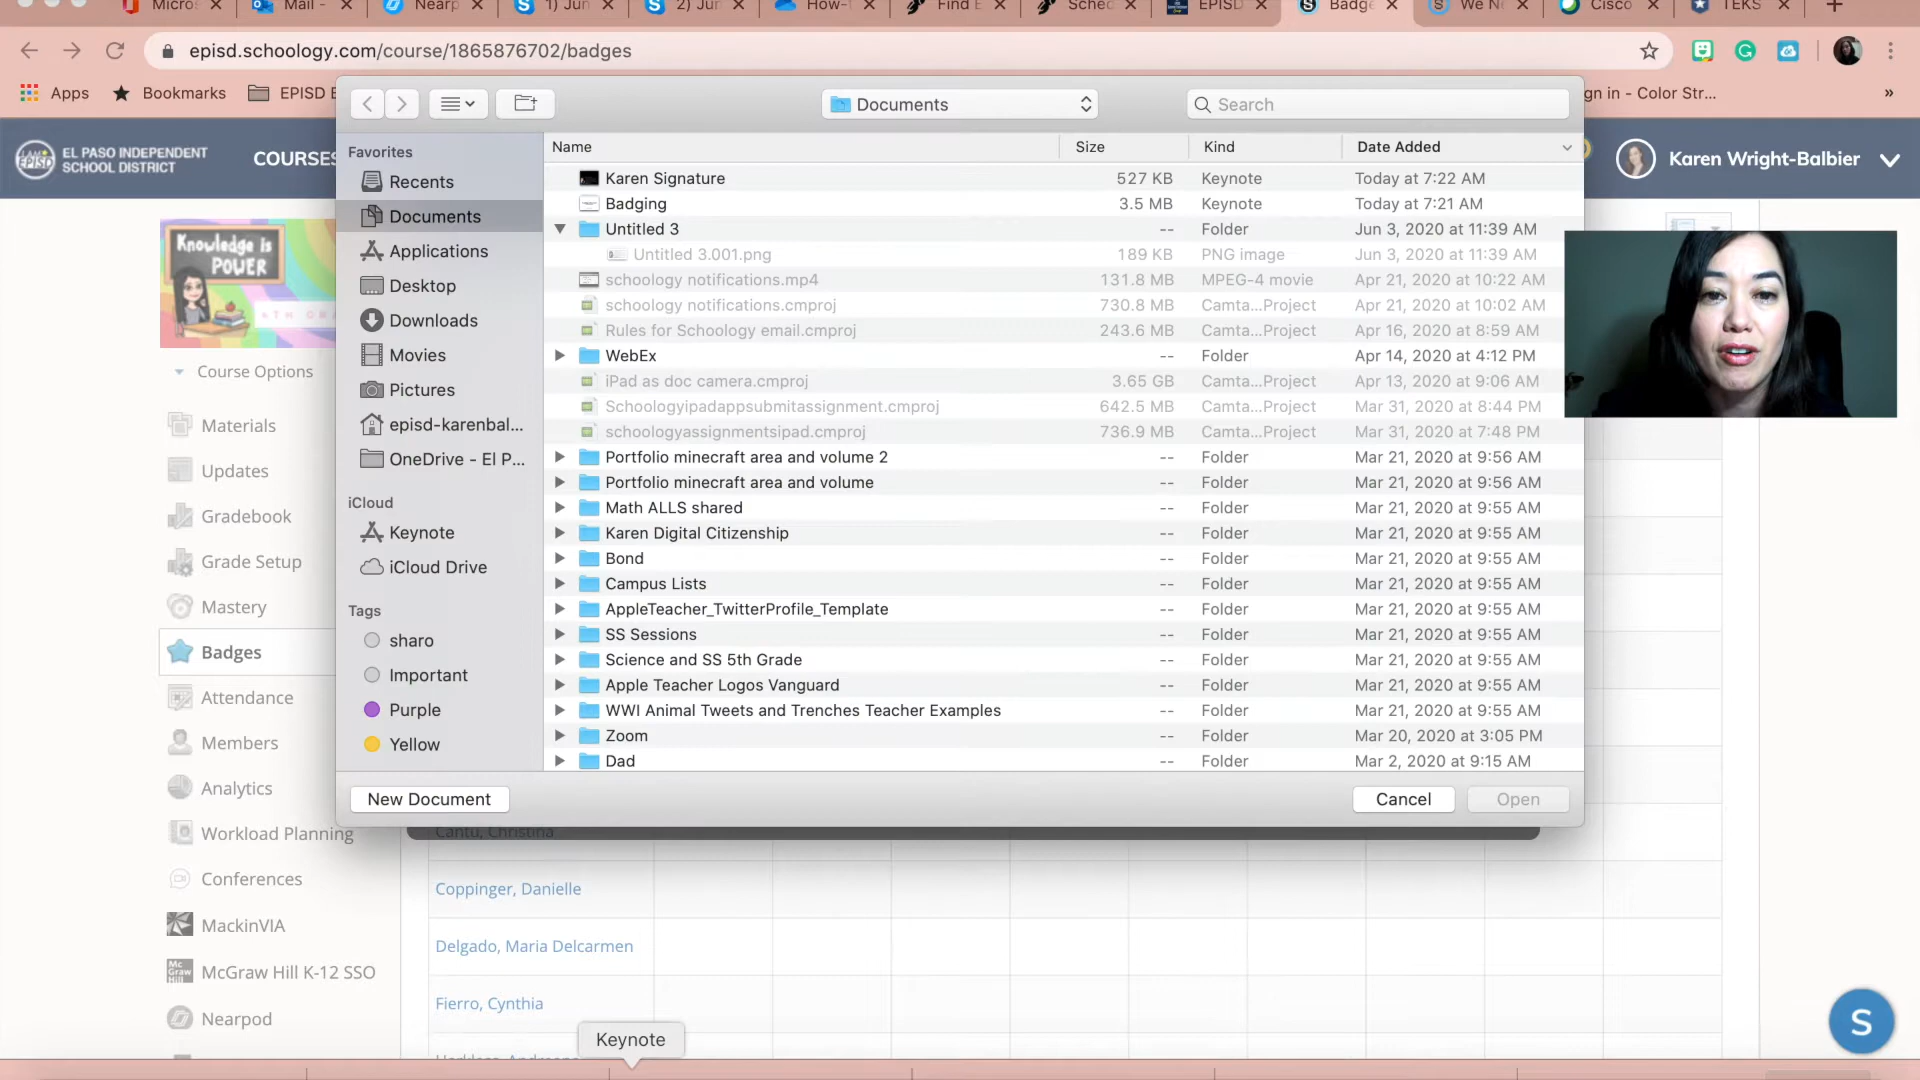 Micros
Mail -
Nearp
1) Jun
2) Jun
How-t
Find E
Sched
EPISD
Badge
We Ne
Cisco
TEKS
episd.schoology.com/course/1865876702/badges
Apps
Bookmarks
EPISD E
gn in - Color Str...
»
Documents
Search
EL PASO INDEPENDENT
SCHOOL DISTRICT
COURSES
Karen Wright-Balbier
Favorites
Recents
Documents
Applications
Desktop
Downloads
Movies
Pictures
episd-karenbal...
OneDrive - El P...
iCloud
Keynote
iCloud Drive
Tags
sharo
Important
Purple
Yellow
Name Size Kind Date Added
Karen Signature 527 KB Keynote Today at 7:22 AM
Badging 3.5 MB Keynote Today at 7:21 AM
Untitled 3 -- Folder Jun 3, 2020 at 11:39 AM
Untitled 3.001.png 189 KB PNG image Jun 3, 2020 at 11:39 AM
schoology notifications.mp4 131.8 MB MPEG-4 movie Apr 21, 2020 at 10:22 AM
schoology notifications.cmproj 730.8 MB Camta...Project Apr 21, 2020 at 10:02 AM
Rules for Schoology email.cmproj 243.6 MB Camta...Project Apr 16, 2020 at 8:59 AM
WebEx -- Folder Apr 14, 2020 at 4:12 PM
iPad as doc camera.cmproj 3.65 GB Camta...Project Apr 13, 2020 at 9:06 AM
Schoologyipadappsubmitassignment.cmproj 642.5 MB Camta...Project Mar 31, 2020 at 8:44 PM
schoologyassignmentsipad.cmproj 736.9 MB Camta...Project Mar 31, 2020 at 7:48 PM
Portfolio minecraft area and volume 2 -- Folder Mar 21, 2020 at 9:56 AM
Portfolio minecraft area and volume -- Folder Mar 21, 2020 at 9:56 AM
Math ALLS shared -- Folder Mar 21, 2020 at 9:55 AM
Karen Digital Citizenship -- Folder Mar 21, 2020 at 9:55 AM
Bond -- Folder Mar 21, 2020 at 9:55 AM
Campus Lists -- Folder Mar 21, 2020 at 9:55 AM
AppleTeacher_TwitterProfile_Template -- Folder Mar 21, 2020 at 9:55 AM
SS Sessions -- Folder Mar 21, 2020 at 9:55 AM
Science and SS 5th Grade -- Folder Mar 21, 2020 at 9:55 AM
Apple Teacher Logos Vanguard -- Folder Mar 21, 2020 at 9:55 AM
WWI Animal Tweets and Trenches Teacher Examples -- Folder Mar 21, 2020 at 9:55 AM
Zoom -- Folder Mar 20, 2020 at 3:05 PM
Dad -- Folder Mar 2, 2020 at 9:15 AM
New Document
Cancel
Open
Knowledge is
POWER
Course Options
Materials
Updates
Gradebook
Grade Setup
Mastery
Badges
Attendance
Members
Analytics
Workload Planning
Conferences
MackinVIA
McGraw Hill K-12 SSO
Nearpod
Cantu, Christina
Coppinger, Danielle
Delgado, Maria Delcarmen
Fierro, Cynthia
Keynote
S